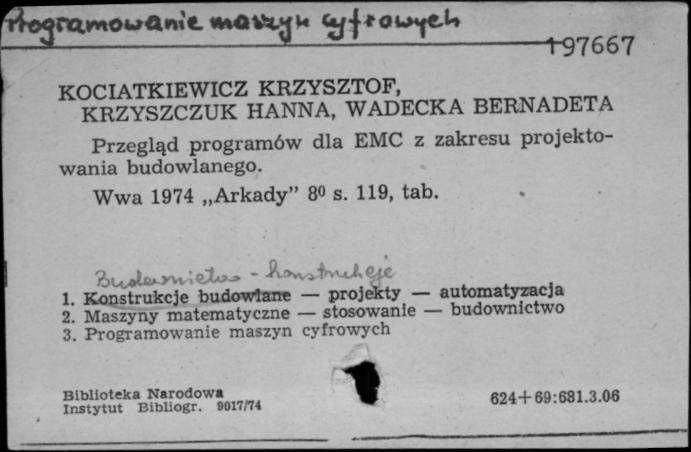 Programowanie maszyn cyfrowych
197667
KOCIATKIEWICZ KRZYSZTOF,
KRZYSZCZUK HANNA, WADECKA BERNADETA
Przegląd programów dla EMC z zakresu projekto-
wania budowlanego.
Wwa 1974 „Arkady” 8⁰ s. 119, tab.
Budownictwo - konstrukcje
1. Konstrukcje budowlane — projekty — automatyzacja
2. Maszyny matematyczne — stosowanie — budownictwo
3. Programowanie maszyn cyfrowych
Biblioteka Narodowa
Instytut Bibliogr. 9017/74
624+69:681.3.06